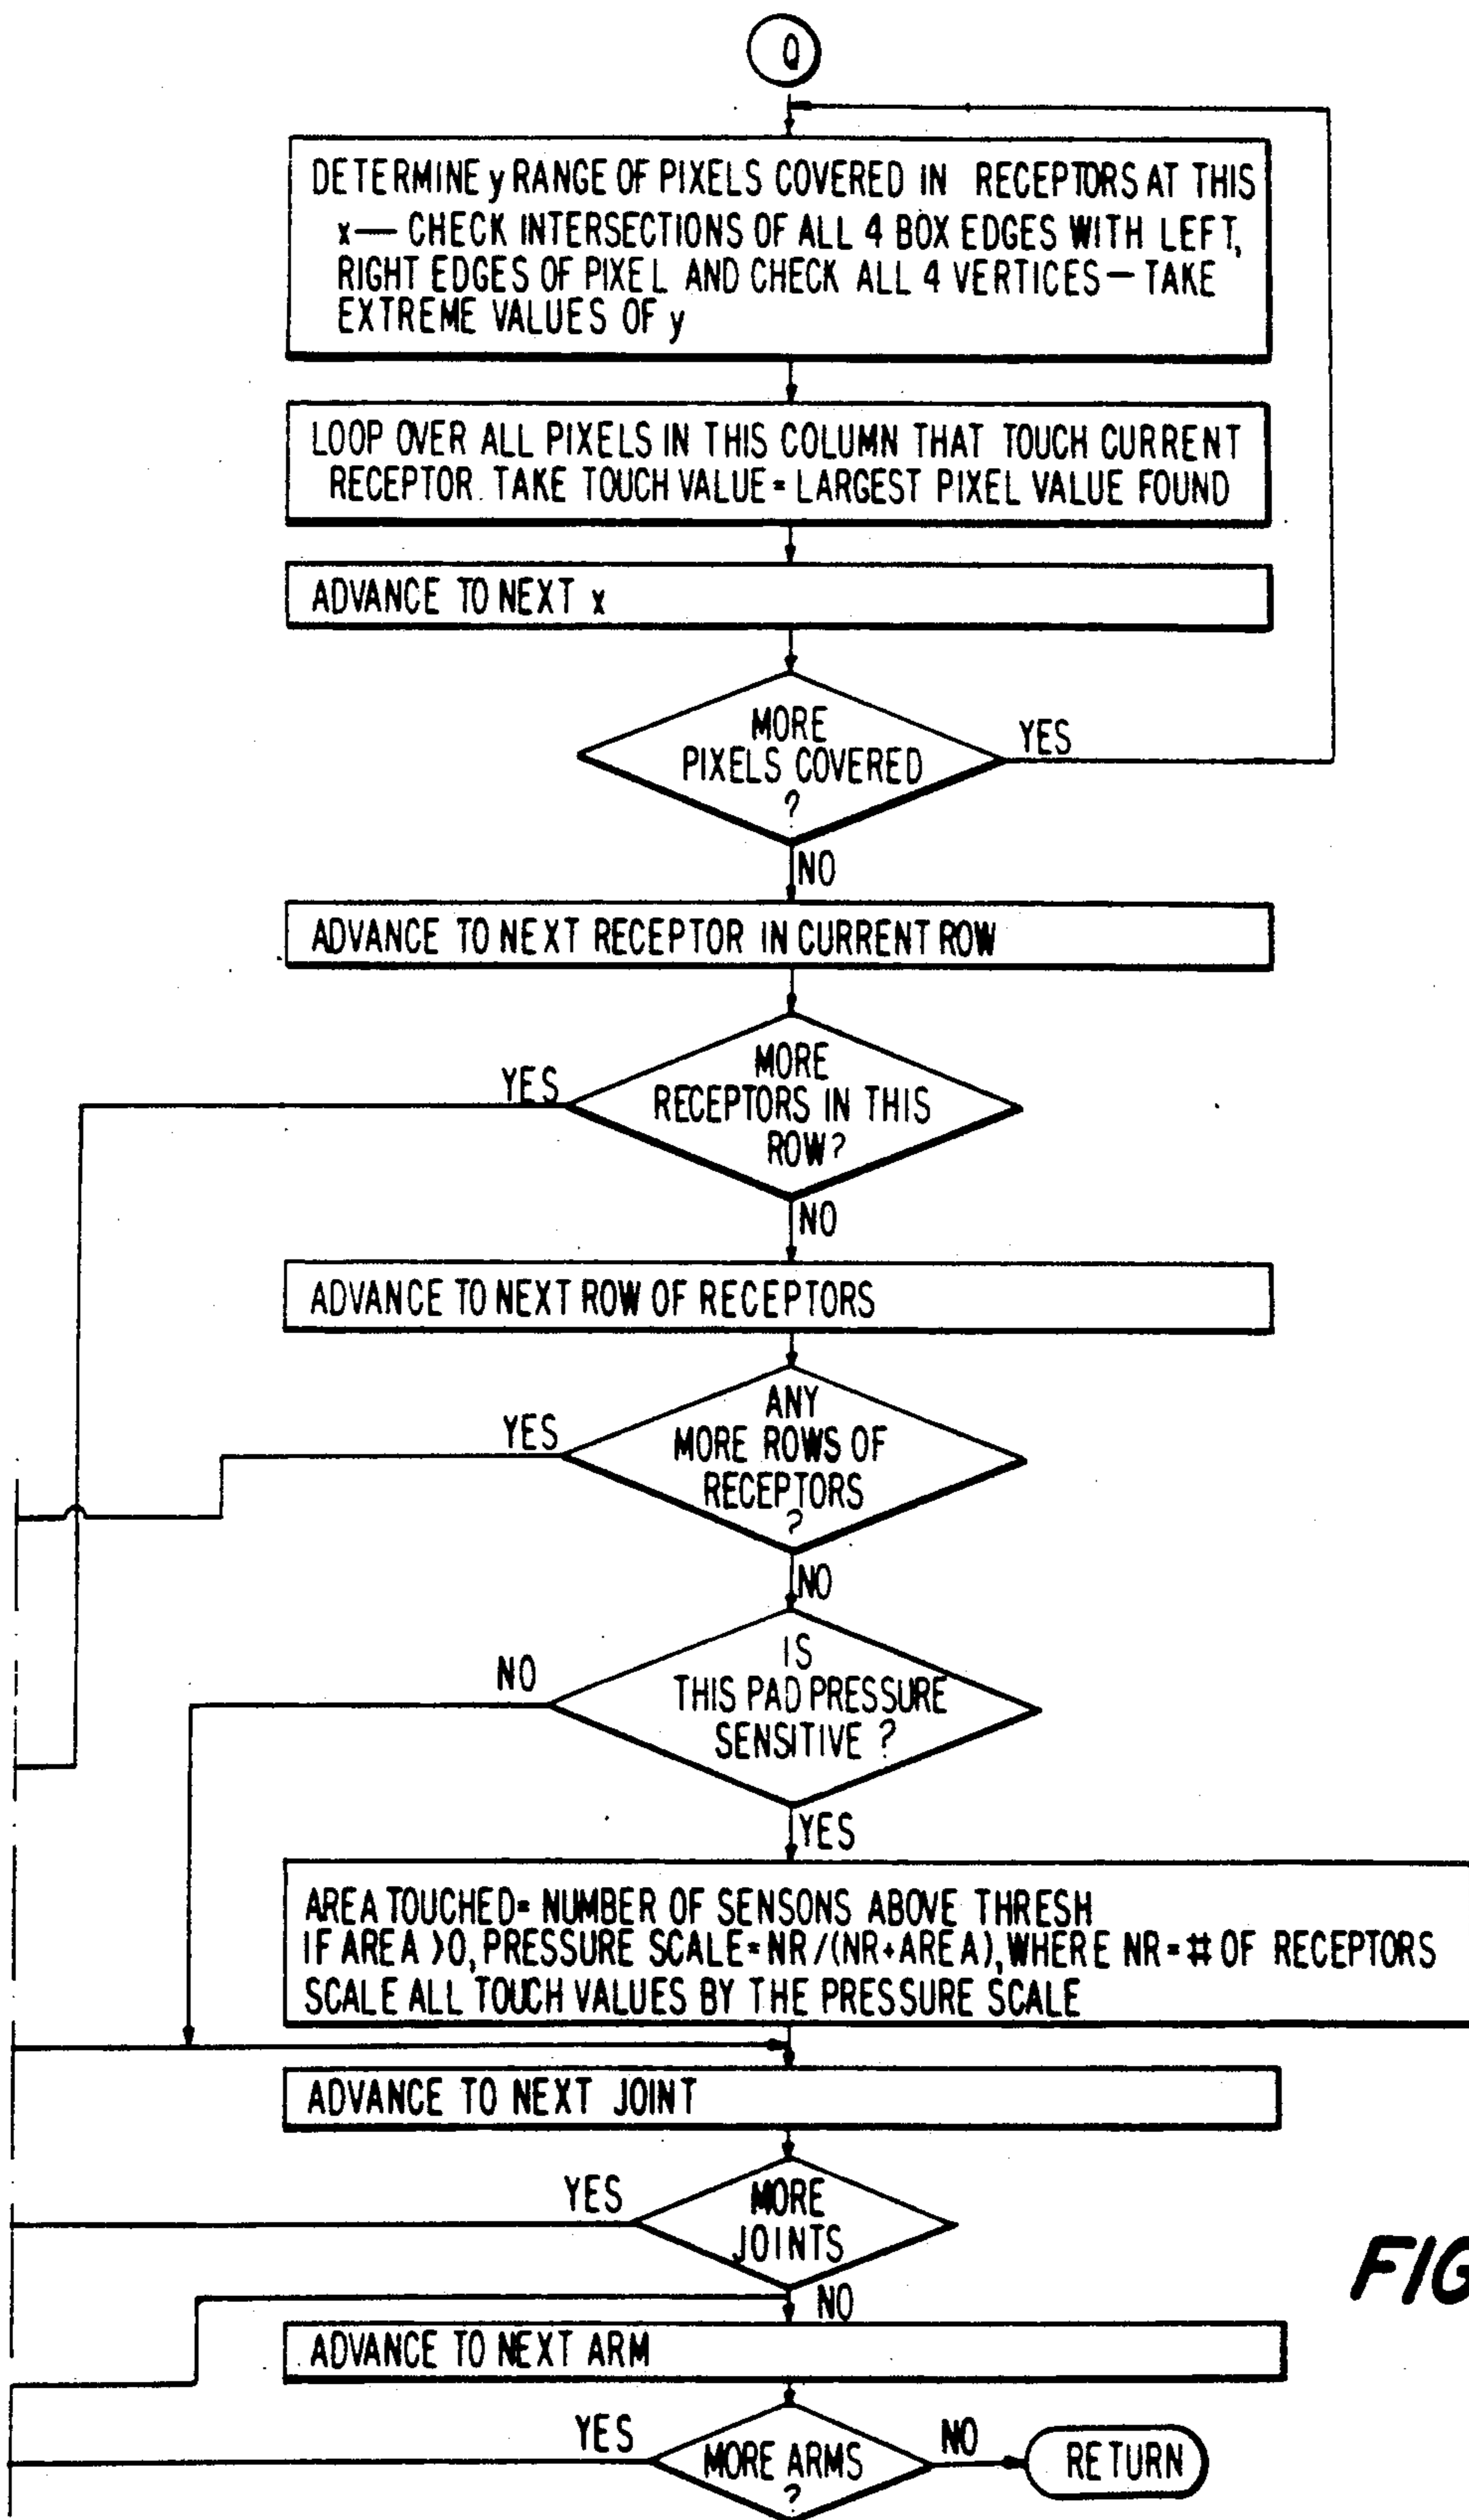 Q
DETERMINE y RANGE OF PIXELS COVERED IN RECEPTORS AT THIS
x— CHECK INTERSECTIONS OF ALL 4 BOX EDGES WITH LEFT,
RIGHT EDGES OF PIXEL AND CHECK ALL 4 VERTICES — TAKE
EXTREME VALUES OF y
LOOP OVER ALL PIXELS IN THIS COLUMN THAT TOUCH CURRENT
RECEPTOR. TAKE TOUCH VALUE = LARGEST PIXEL VALUE FOUND
ADVANCE TO NEXT x
MORE
PIXELS COVERED
?
YES
NO
ADVANCE TO NEXT RECEPTOR IN CURRENT ROW
YES
MORE
RECEPTORS IN THIS
ROW?
NO
ADVANCE TO NEXT ROW OF RECEPTORS
YES
ANY
MORE ROWS OF
RECEPTORS
?
NO
NO
IS
THIS PAD PRESSURE
SENSITIVE ?
YES
AREA TOUCHED= NUMBER OF SENSONS ABOVE THRESH
IF AREA >0, PRESSURE SCALE= NR/(NR+AREA), WHERE NR = # OF RECEPTORS
SCALE ALL TOUCH VALUES BY THE PRESSURE SCALE
ADVANCE TO NEXT JOINT
YES
MORE
JOINTS
NO
FIG
ADVANCE TO NEXT ARM
YES
MORE ARMS
?
NO
RETURN